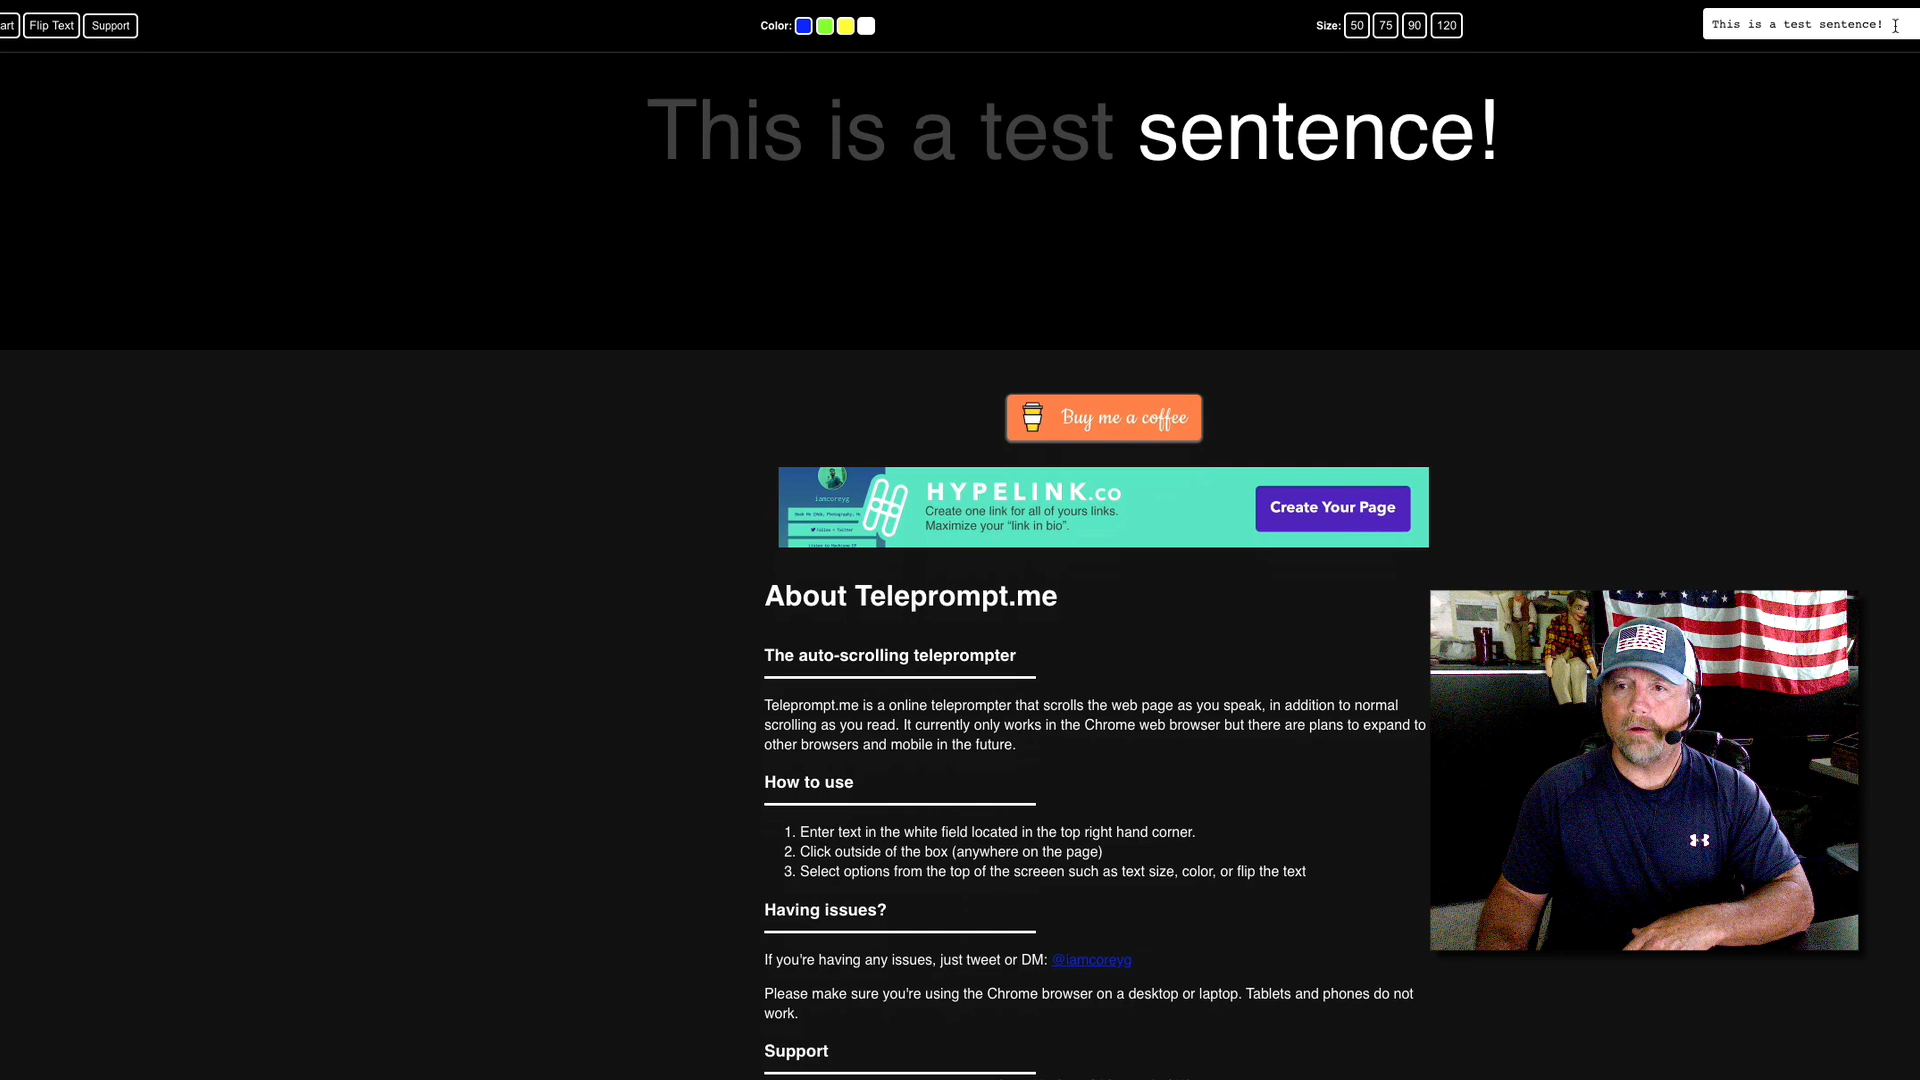 art Flip Text Support Color: Size: 50 75 90 120 This is a test sentence!
This is a test sentence!
Buy me a coffee
iamcoreyg
HYPELINK.co
Create one link for all of yours links.
Maximize your “link in bio”.
Create Your Page
Follow - Twitter
About Teleprompt.me
The auto-scrolling teleprompter
Teleprompt.me is a online teleprompter that scrolls the web page as you speak, in addition to normal
scrolling as you read. It currently only works in the Chrome web browser but there are plans to expand to
other browsers and mobile in the future.
How to use
1. Enter text in the white field located in the top right hand corner.
2. Click outside of the box (anywhere on the page)
3. Select options from the top of the screeen such as text size, color, or flip the text
Having issues?
If you're having any issues, just tweet or DM: @iamcoreyg
Please make sure you're using the Chrome browser on a desktop or laptop. Tablets and phones do not
work.
Support